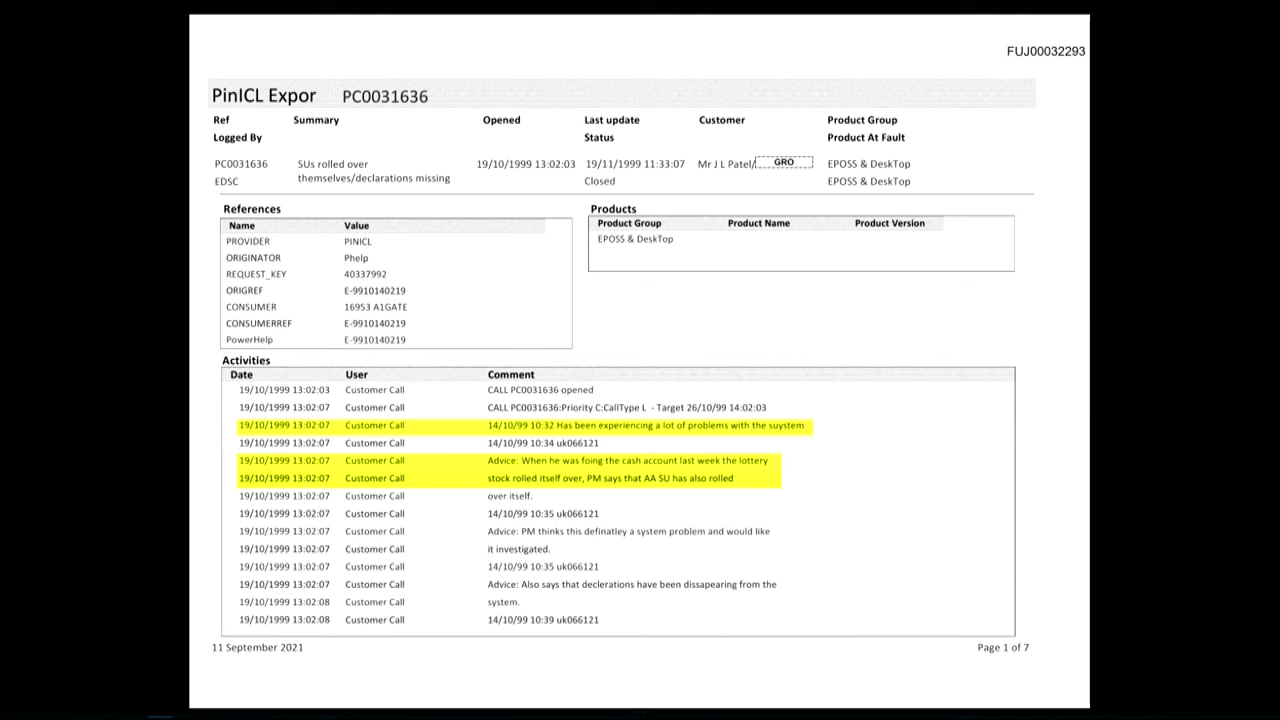 FUJ00032293
PinICL Expor PC0031636
Ref Summary Opened Last update Customer Product Group
Logged By Status Product At Fault
PC0031636 SUs rolled over 19/10/1999 13:02:03 19/11/1999 11:33:07 Mr J L Patel/ GRO EPOSS & DeskTop
EDSC themselves/declarations missing Closed EPOSS & DeskTop
References
Name Value
PROVIDER PINICL
ORIGINATOR Phelp
REQUEST_KEY 40337992
ORIGREF E-9910140219
CONSUMER 16953 A1GATE
CONSUMERREF E-9910140219
PowerHelp E-9910140219
Products
Product Group Product Name Product Version
EPOSS & DeskTop
Activities
Date User Comment
19/10/1999 13:02:03 Customer Call CALL PC0031636 opened
19/10/1999 13:02:07 Customer Call CALL PC0031636:Priority C:CallType L - Target 26/10/99 14:02:03
19/10/1999 13:02:07 Customer Call 14/10/99 10:32 Has been experiencing a lot of problems with the suystem
19/10/1999 13:02:07 Customer Call 14/10/99 10:34 uk066121
19/10/1999 13:02:07 Customer Call Advice: When he was foing the cash account last week the lottery
19/10/1999 13:02:07 Customer Call stock rolled itself over, PM says that AA SU has also rolled
19/10/1999 13:02:07 Customer Call over itself.
19/10/1999 13:02:07 Customer Call 14/10/99 10:35 uk066121
19/10/1999 13:02:07 Customer Call Advice: PM thinks this definatley a system problem and would like
19/10/1999 13:02:07 Customer Call it investigated.
19/10/1999 13:02:07 Customer Call 14/10/99 10:35 uk066121
19/10/1999 13:02:07 Customer Call Advice: Also says that declerations have been dissapearing from the
19/10/1999 13:02:08 Customer Call system.
19/10/1999 13:02:08 Customer Call 14/10/99 10:39 uk066121
11 September 2021 Page 1 of 7